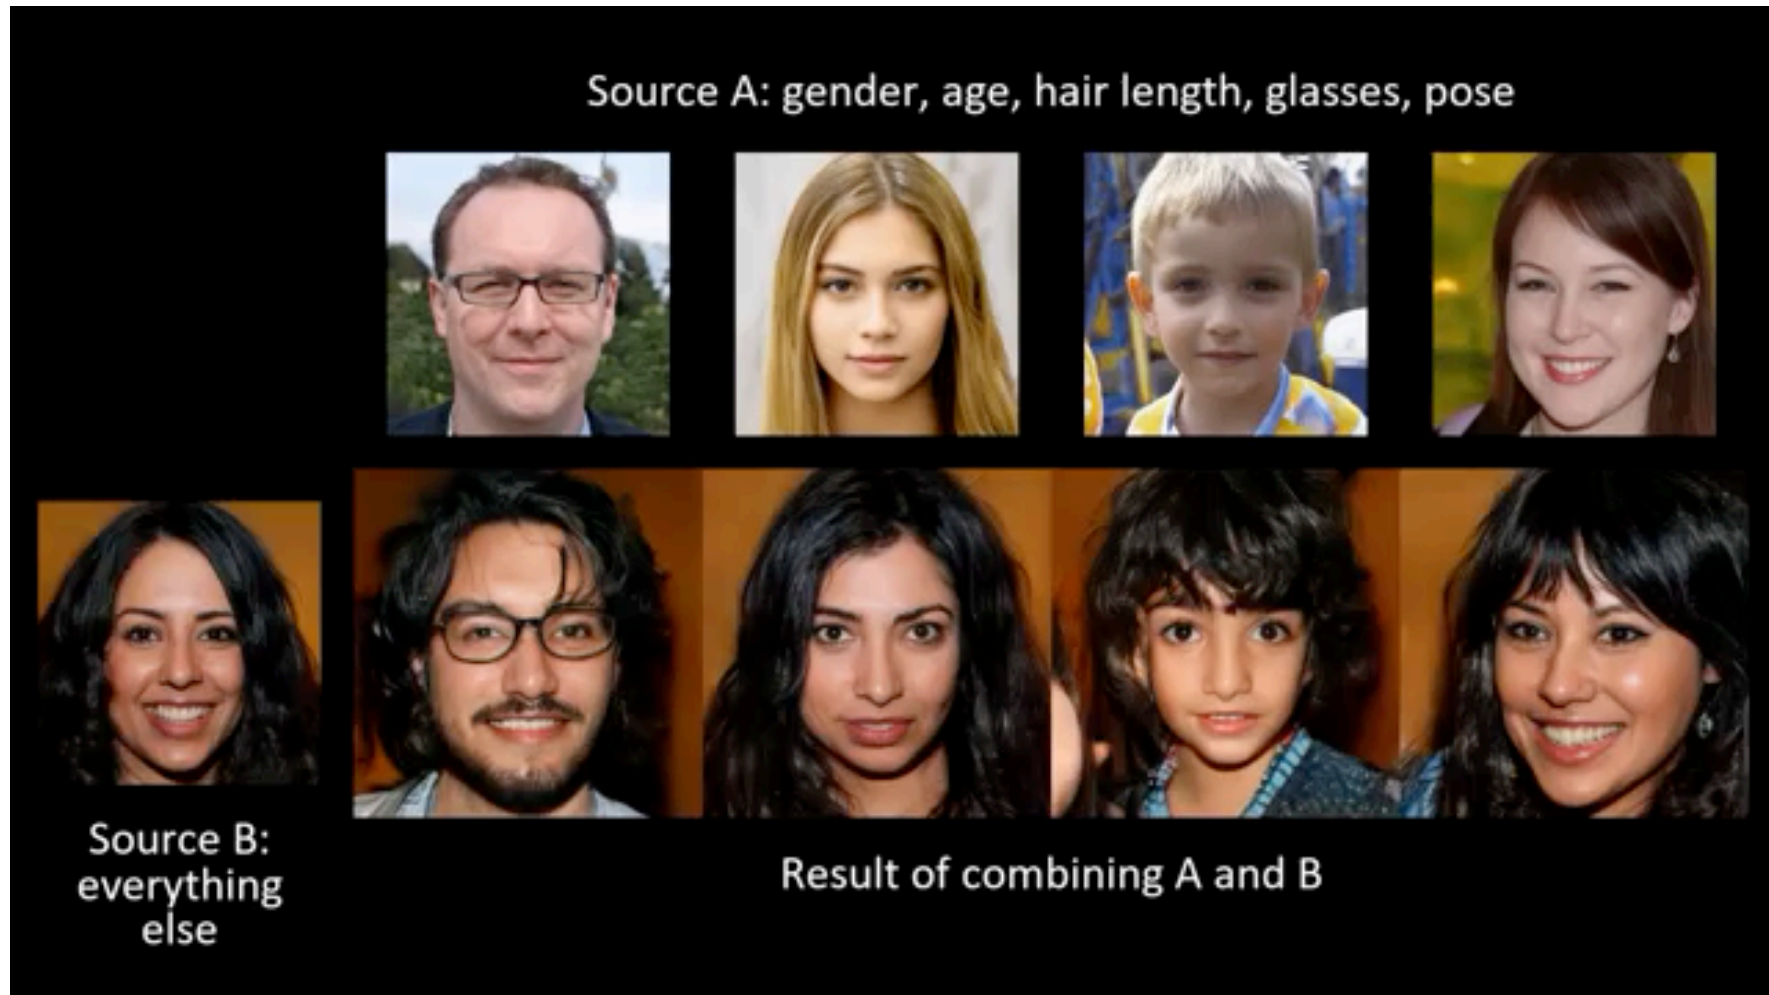 Source A: gender, age, hair length, glasses, pose
Source B:
everything
else
Result of combining A and B